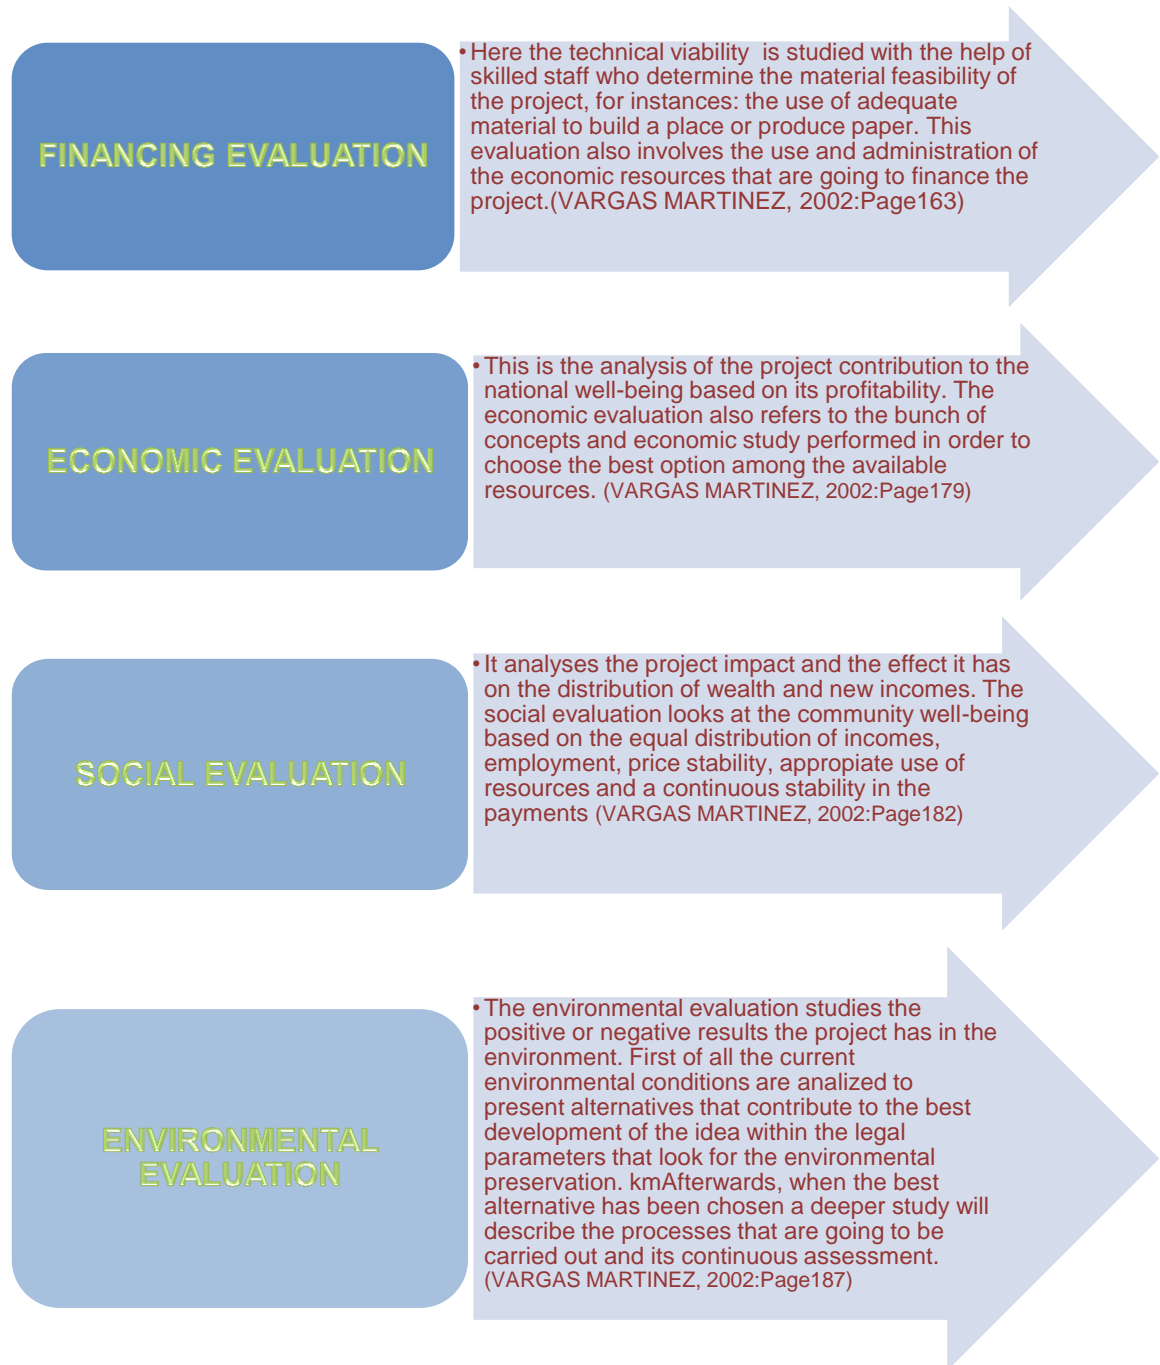 FINANCING EVALUATION
• Here the technical viability  is studied with the help of
skilled staff who determine the material feasibility of
the project, for instances: the use of adequate
material to build a place or produce paper. This
evaluation also involves the use and administration of
the economic resources that are going to finance the
project.(VARGAS MARTINEZ, 2002:Page163)
ECONOMIC EVALUATION
• This is the analysis of the project contribution to the
national well-being based on its profitability. The
economic evaluation also refers to the bunch of
concepts and economic study performed in order to
choose the best option among the available
resources. (VARGAS MARTINEZ, 2002:Page179)
SOCIAL EVALUATION
• It analyses the project impact and the effect it has
on the distribution of wealth and new incomes. The
social evaluation looks at the community well-being
based on the equal distribution of incomes,
employment, price stability, appropiate use of
resources and a continuous stability in the
payments (VARGAS MARTINEZ, 2002:Page182)
ENVIRONMENTAL
EVALUATION
• The environmental evaluation studies the
positive or negative results the project has in the
environment. First of all the current
environmental conditions are analized to
present alternatives that contribute to the best
development of the idea within the legal
parameters that look for the environmental
preservation. kmAfterwards, when the best
alternative has been chosen a deeper study will
describe the processes that are going to be
carried out and its continuous assessment.
(VARGAS MARTINEZ, 2002:Page187)